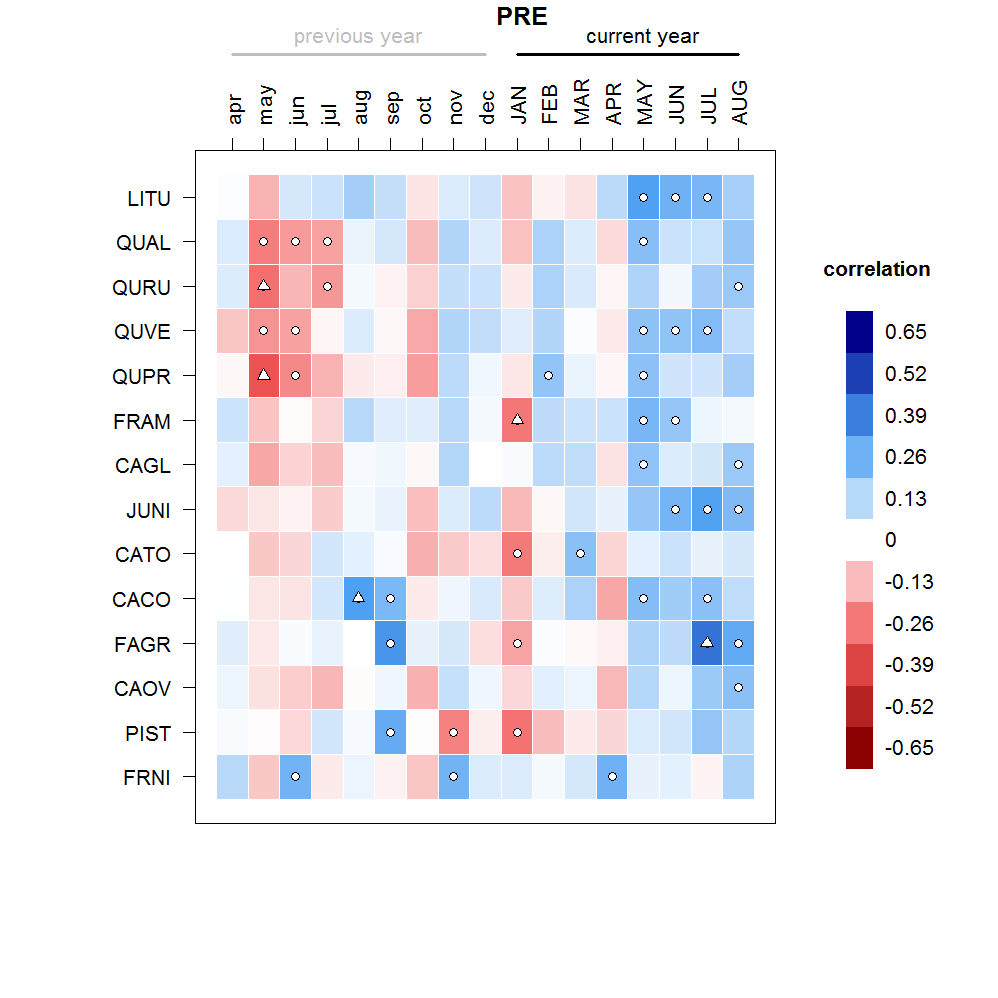 PRE
previous year current year
apr may jun jul aug sep oct nov dec JAN FEB MAR APR MAY JUN JUL AUG
LITU
QUAL
QURU
QUVE
QUPR
FRAM
CAGL
JUNI
CATO
CACO
FAGR
CAOV
PIST
FRNI
correlation
0.65
0.52
0.39
0.26
0.13
0
-0.13
-0.26
-0.39
-0.52
-0.65